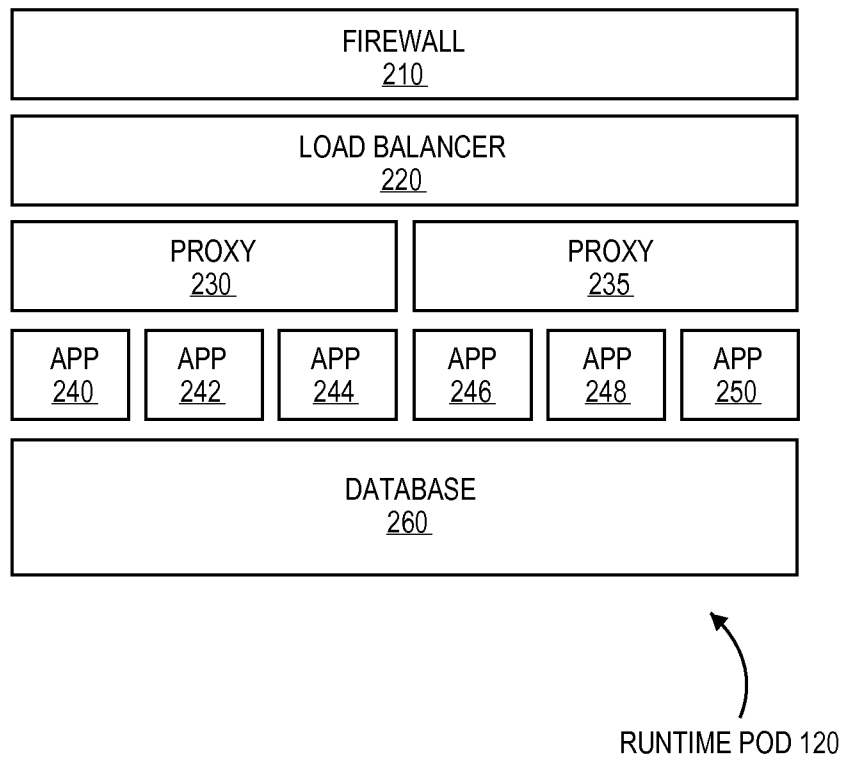 FIREWALL
210
LOAD BALANCER
220
PROXY
230
PROXY
235
APP
240
APP
242
APP
244
APP
246
APP
248
APP
250
DATABASE
260
RUNTIME POD 120